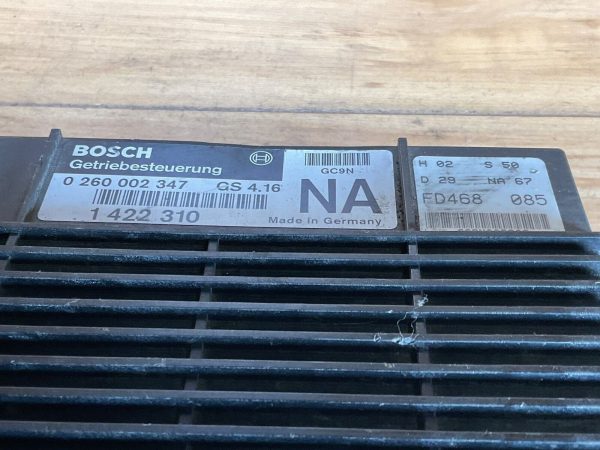 BOSCH
Getriebesteuerung
0 260 002 347 GS 4.16
1 422 310
GC9N
NA
Made in Germany
H 02 S 50
D 29 NA 67
FD468 085